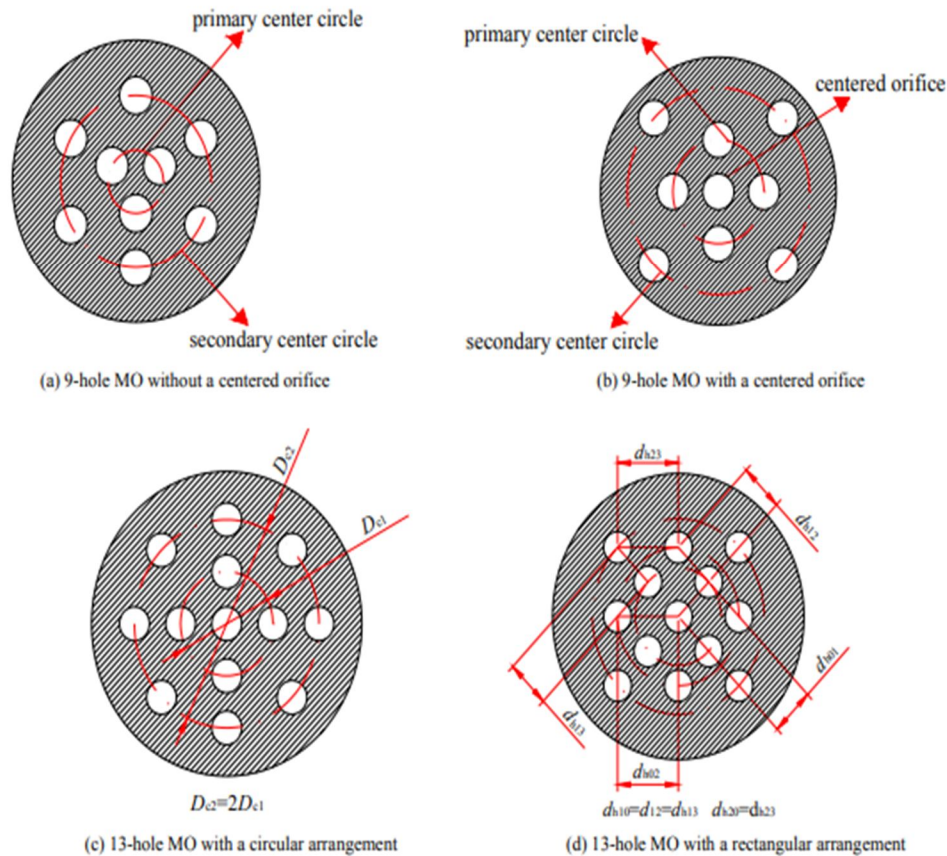 primary center circle
primary center circle
centered orifice
secondary center circle
secondary center circle
(a) 9-hole MO without a centered orifice
(b) 9-hole MO with a centered orifice
Dc2
Dc1
dh23
dh12
dh01
dh13
dh02
Dc2=2Dc1
dh10=d12=dh13 dh20=dh23
(c) 13-hole MO with a circular arrangement
(d) 13-hole MO with a rectangular arrangement